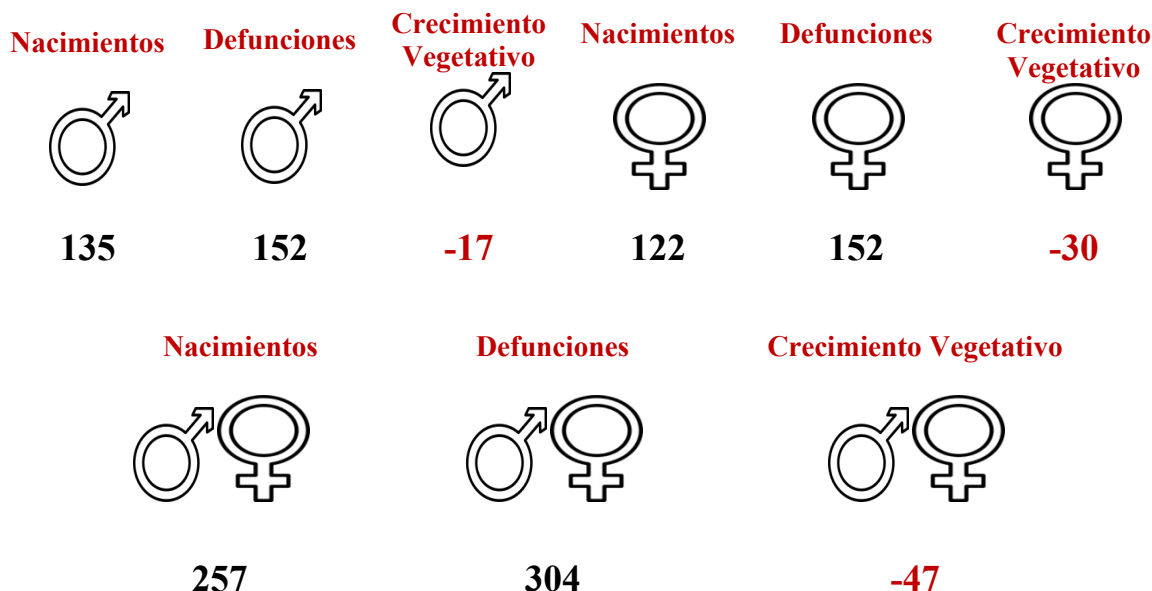 Nacimientos
Defunciones
Crecimiento
Vegetativo
Nacimientos
Defunciones
Crecimiento
Vegetativo
135
152
-17
122
152
-30
Nacimientos
Defunciones
Crecimiento Vegetativo
257
304
-47